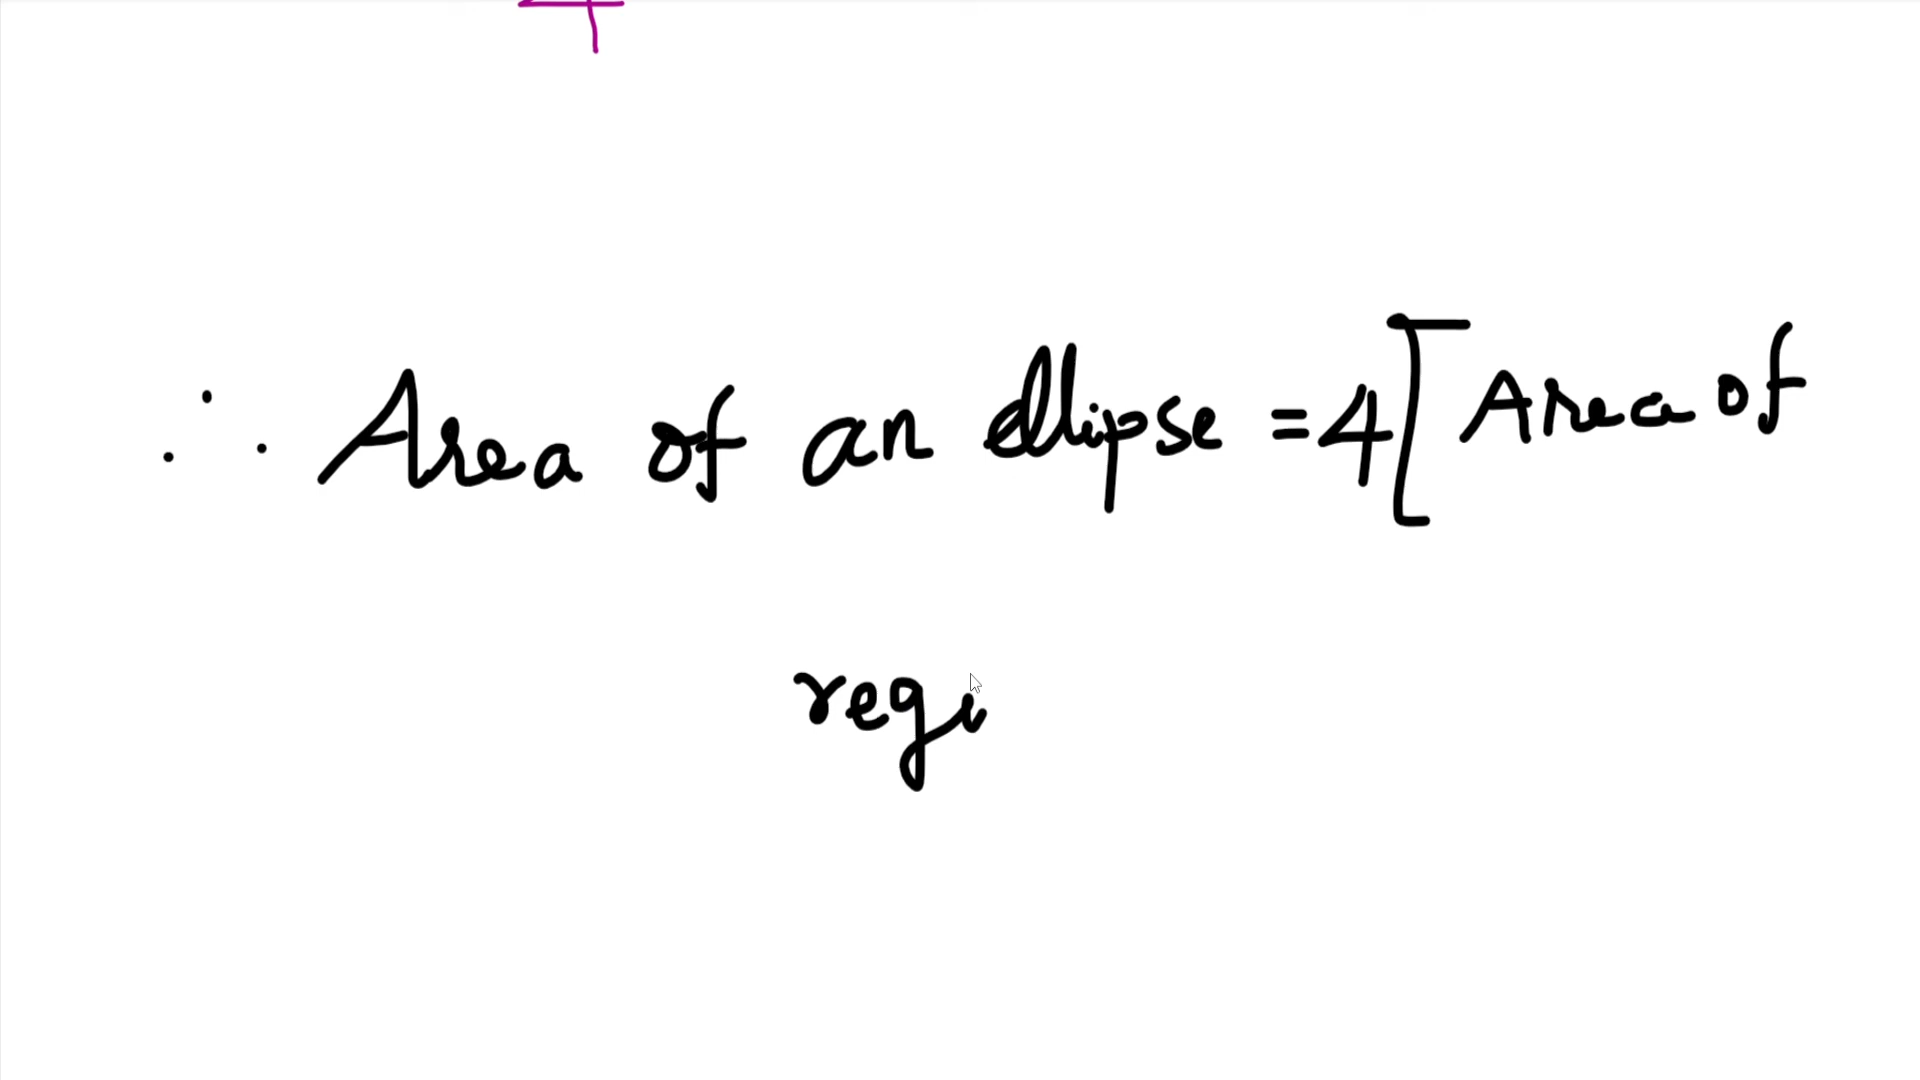 ∴ Area of an ellipse = 4[Area of
regi